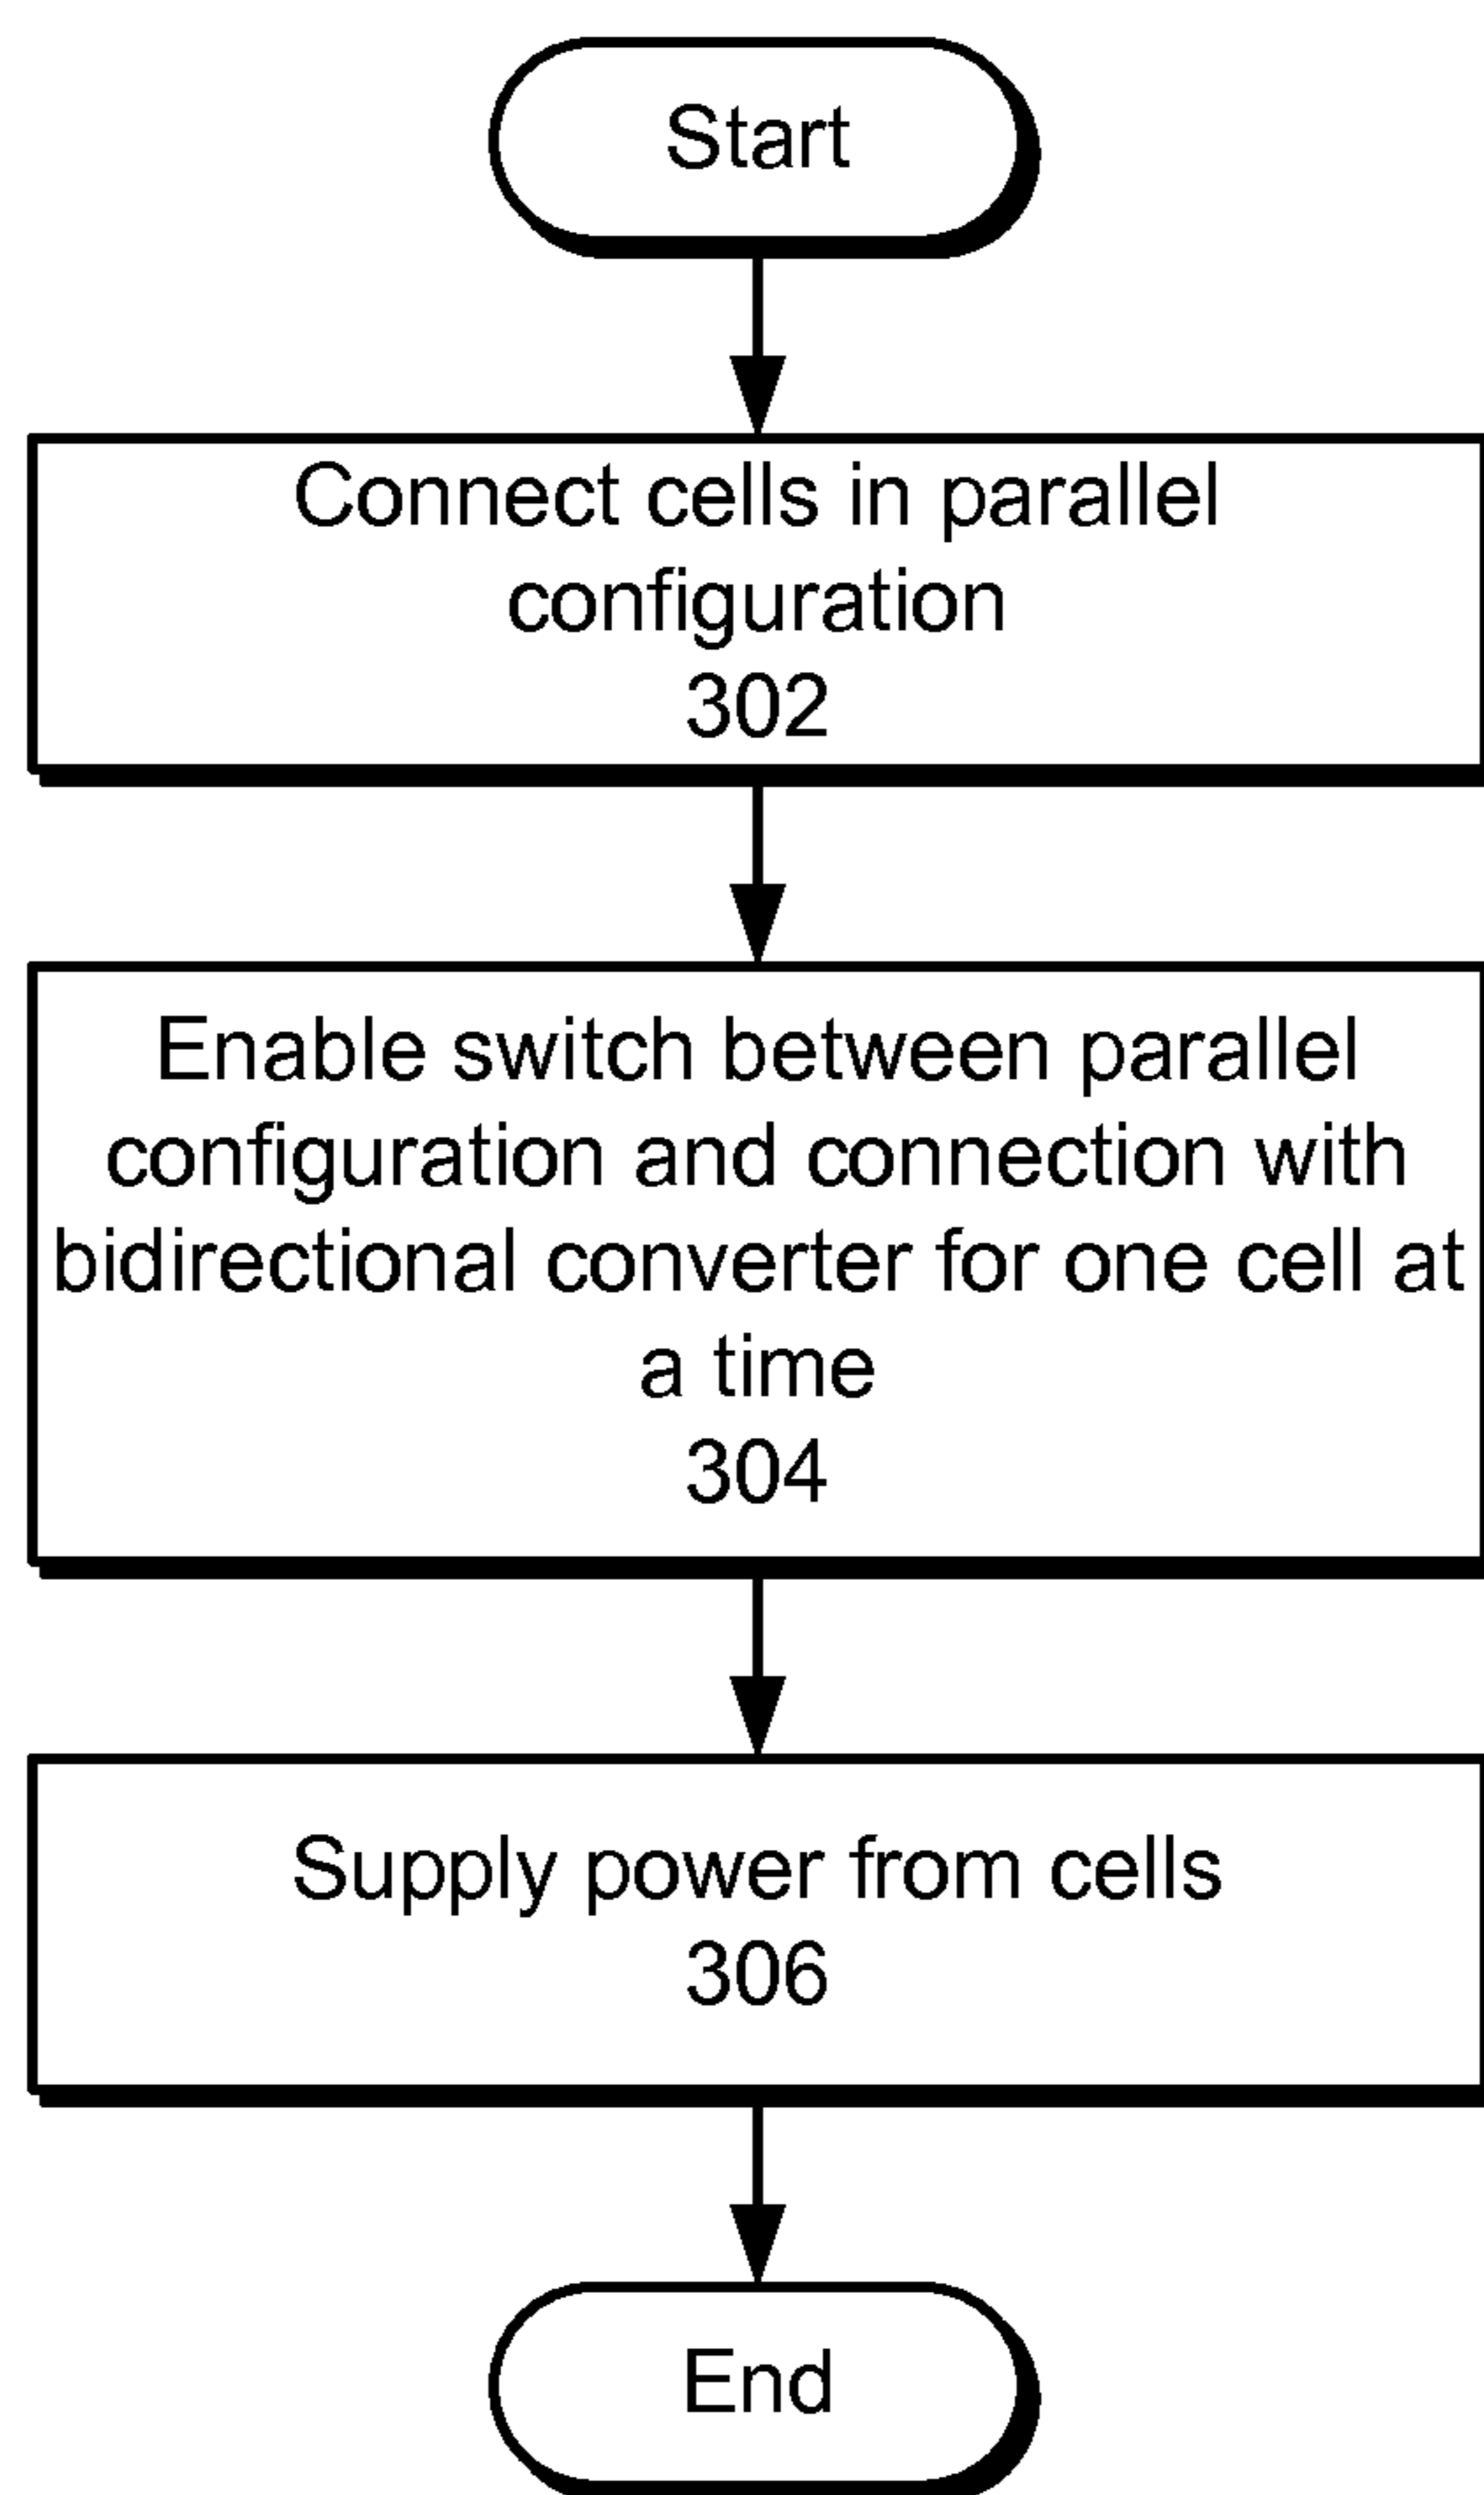 Start
Connect cells in parallel
configuration
302
Enable switch between parallel
configuration and connection with
bidirectional converter for one cell at
a time
304
Supply power from cells
306
End